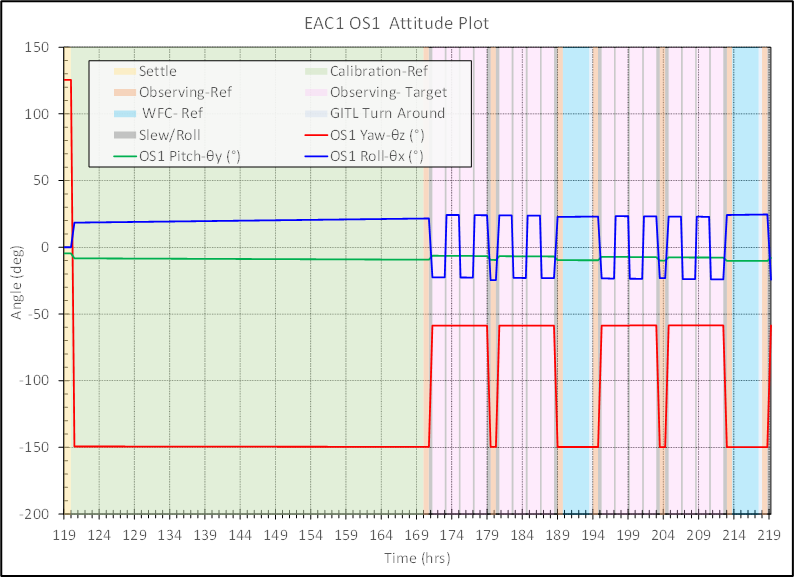 EAC1 OS1  Attitude Plot
150
100
50
0
-50
-100
-150
-200
Angle (deg)
Settle
Calibration-Ref
Observing-Ref
Observing- Target
WFC- Ref
GITL Turn Around
Slew/Roll
OS1 Yaw-θz (°)
OS1 Pitch-θy (°)
OS1 Roll-θx (°)
119 124 129 134 139 144 149 154 159 164 169 174 179 184 189 194 199 204 209 214 219
Time (hrs)